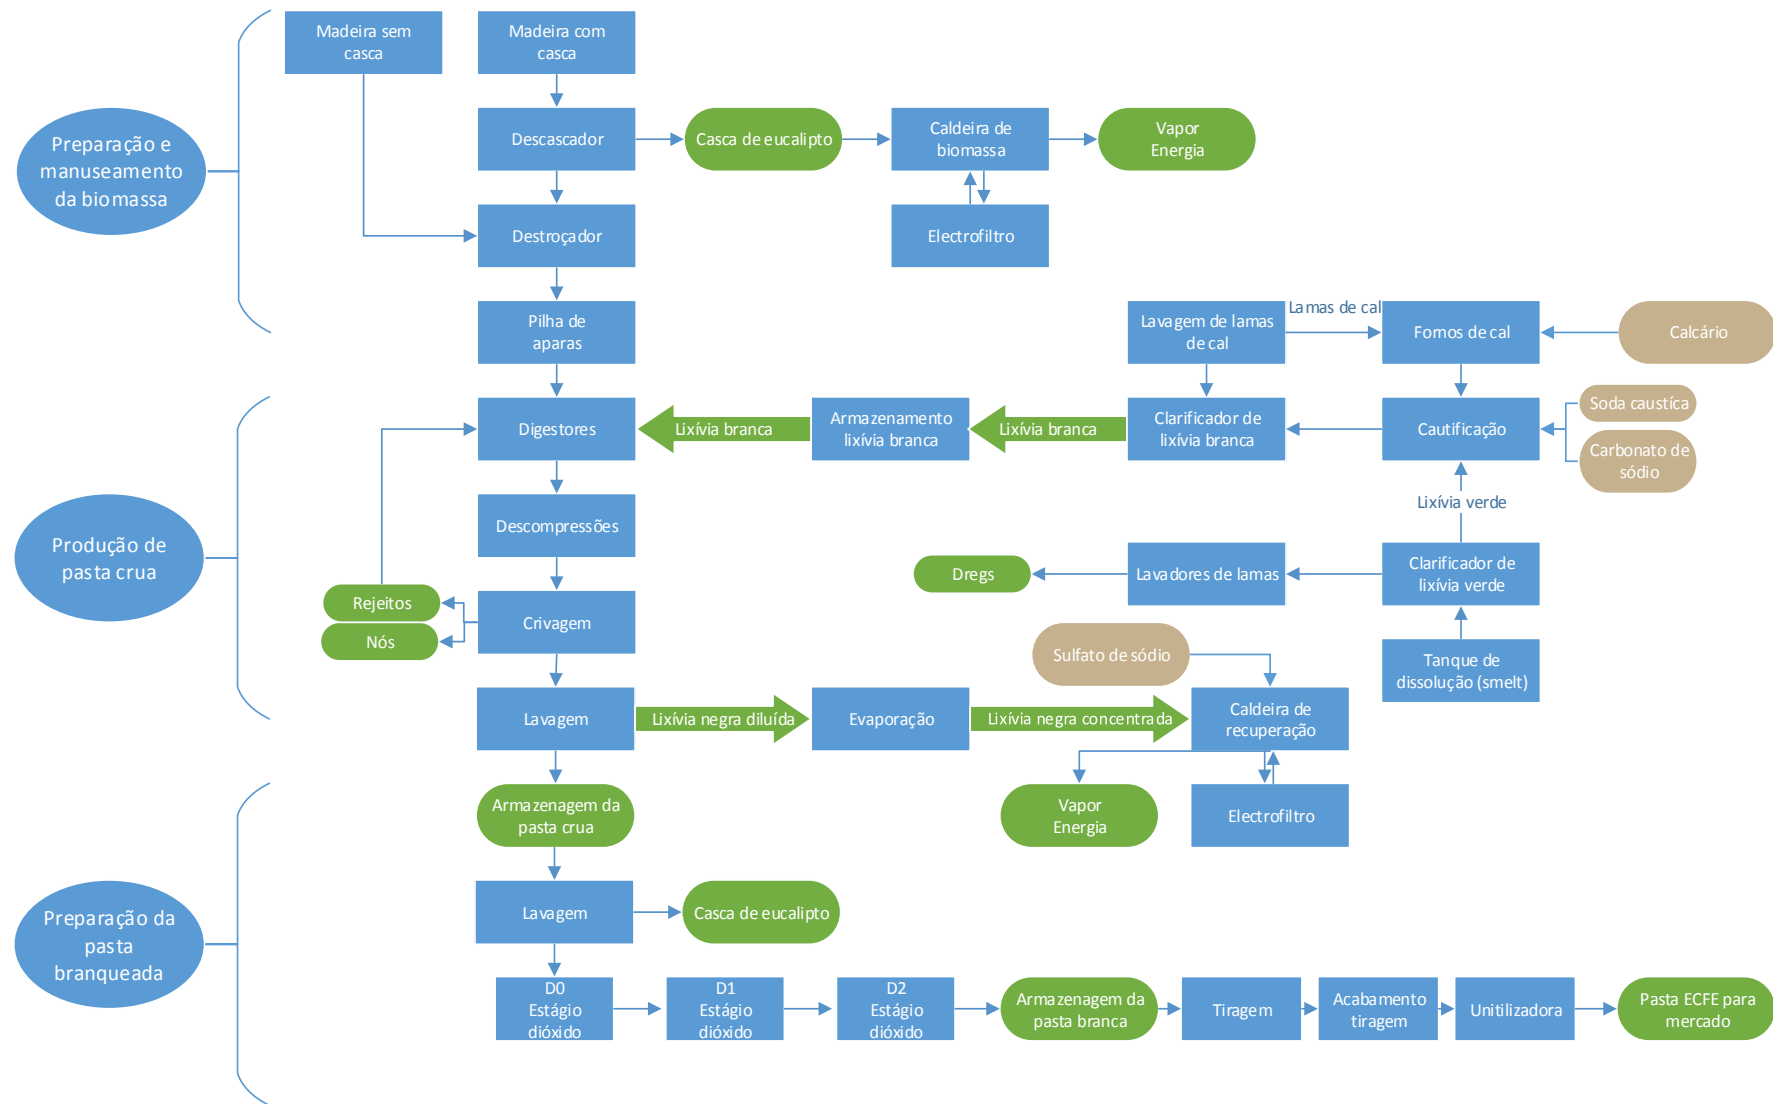 Madeira sem
casca
Madeira com
casca
Preparação e
manuseamento
da biomassa
Descascador
Casca de eucalipto
Caldeira de
biomassa
Vapor
Energia
Destroçador
Electrofiltro
Pilha de
aparas
Lavagem de lamas
de cal
Lamas de cal
Fornos de cal
Calcário
Digestores
Lixívia branca
Armazenamento
lixívia branca
Lixívia branca
Clarificador de
lixívia branca
Cautificação
Soda caustíca
Carbonato de
sódio
Lixívia verde
Produção de
pasta crua
Descompressões
Dregs
Lavadores de lamas
Clarificador de
lixívia verde
Rejeitos
Nós
Crivagem
Sulfato de sódio
Tanque de
dissolução (smelt)
Lavagem
Lixívia negra diluída
Evaporação
Lixívia negra concentrada
Caldeira de
recuperação
Armazenagem da
pasta crua
Vapor
Energia
Electrofiltro
Preparação da
pasta
branqueada
Lavagem
Casca de eucalipto
D0
Estágio
dióxido
D1
Estágio
dióxido
D2
Estágio
dióxido
Armazenagem da
pasta branca
Tiragem
Acabamento
tiragem
Unitilizadora
Pasta ECFE para
mercado